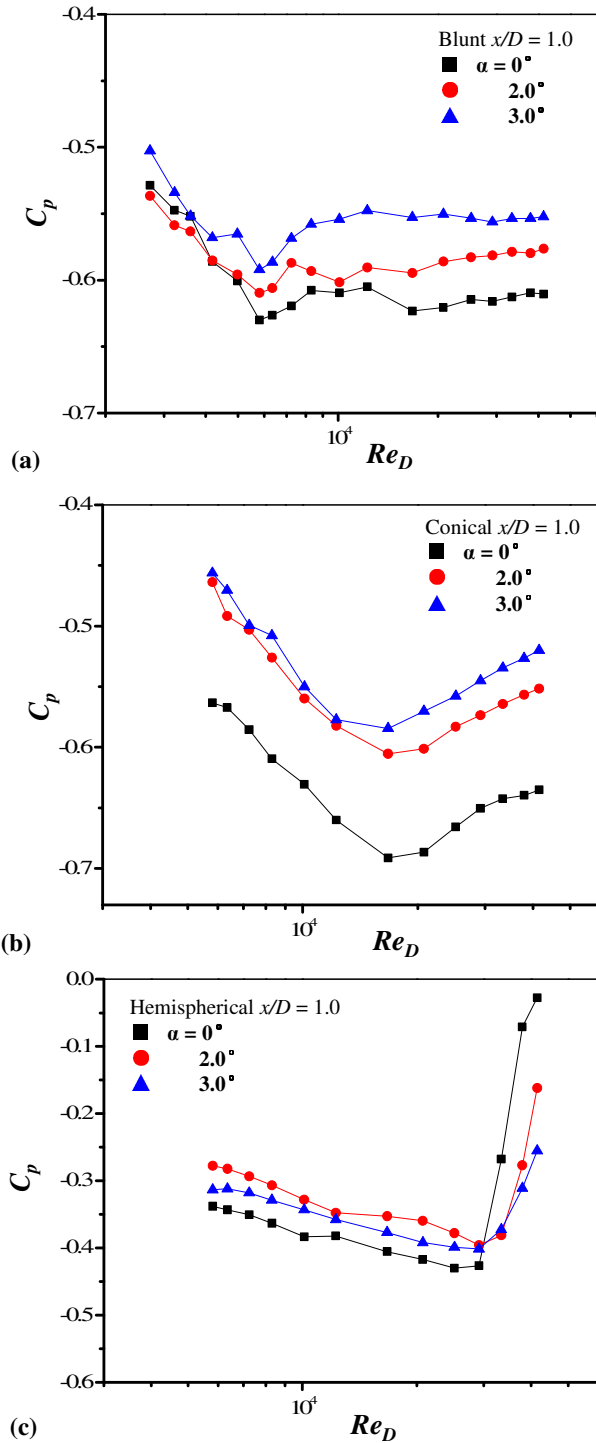 -0.4
Blunt x/D = 1.0
α = 0°
2.0°
3.0°
-0.5
C_p
-0.6
-0.7
10^4
(a)
Re_D
-0.4
Conical x/D = 1.0
α = 0°
2.0°
3.0°
-0.5
C_p
-0.6
-0.7
10^4
(b)
Re_D
0.0
Hemispherical x/D = 1.0
α = 0°
-0.1
2.0°
3.0°
-0.2
C_p
-0.3
-0.4
-0.5
-0.6
10^4
(c)
Re_D